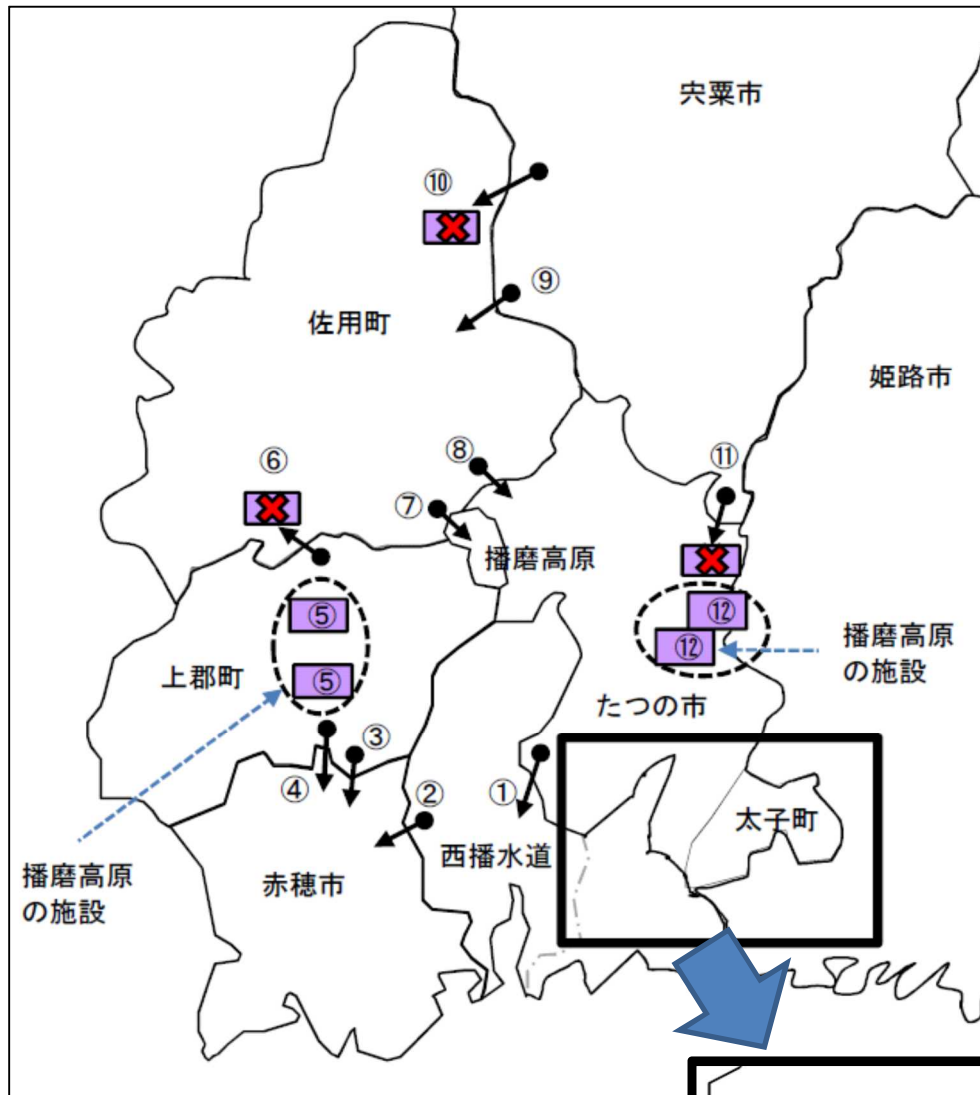 宍粟市
⑩
⑨
佐用町
姫路市
⑧
⑪
⑥
⑦
播磨高原
⑤
⑫
⑫
播磨高原
の施設
⑤
上郡町
たつの市
③
④
②
①
太子町
西播水道
播磨高原
の施設
赤穂市